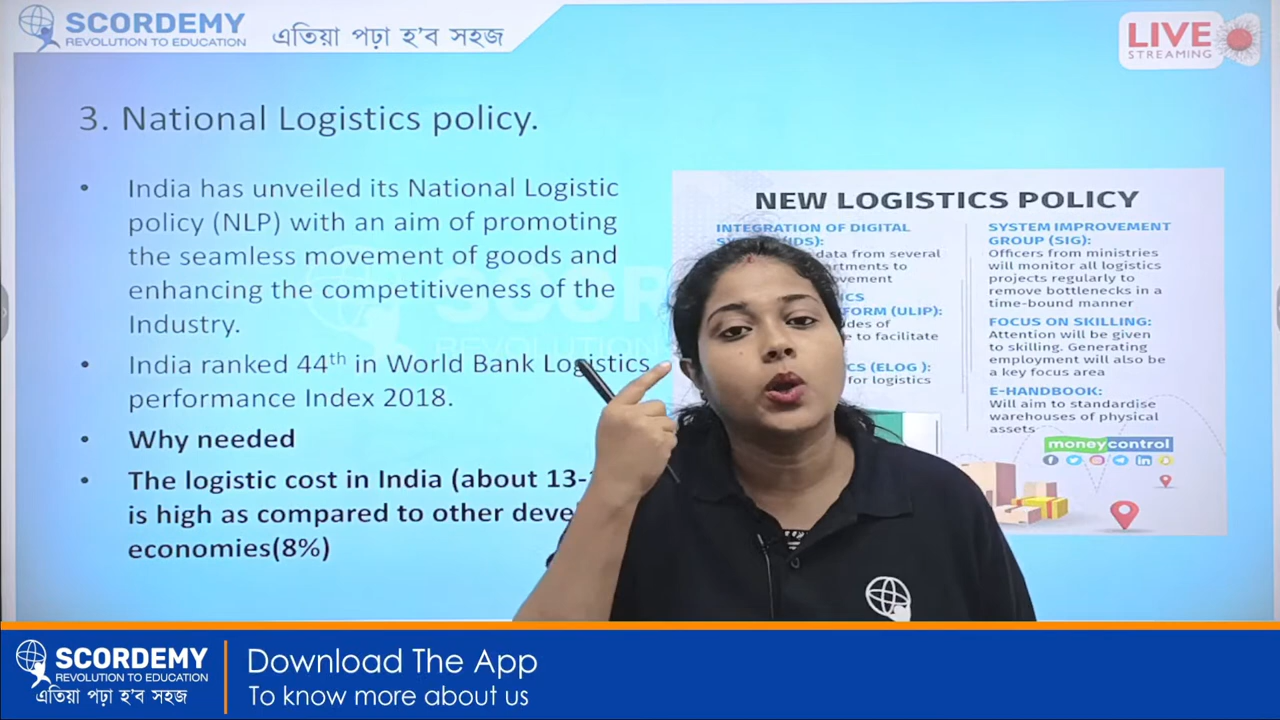 SCORDEMY
REVOLUTION TO EDUCATION
এতিয়া পঢ়া হ'ব সহজ
LIVE
STREAMING
3. National Logistics policy.
• India has unveiled its National Logistic
policy (NLP) with an aim of promoting
the seamless movement of goods and
enhancing the competitiveness of the
Industry.
• India ranked 44th in World Bank Logistics
performance Index 2018.
• Why needed
• The logistic cost in India (about 13-
is high as compared to other
economies(8%)
NEW LOGISTICS POLICY
INTEGRATION OF DIGITAL
data from several
to
(ULIP):
to facilitate
(ELOG ):
for logistics
SYSTEM IMPROVEMENT
GROUP (SIG):
Officers from ministries
will monitor all logistics
projects regularly to
remove bottlenecks in a
time-bound manner
FOCUS ON SKILLING:
Attention will be given
to skilling. Generating
employment will also be
a key focus area
E-HANDBOOK:
Will aim to standardise
warehouses of physical
assets
moneycontrol
SCORDEMY
REVOLUTION TO EDUCATION
এতিয়া পঢ়া হ'ব সহজ
Download The App
To know more about us